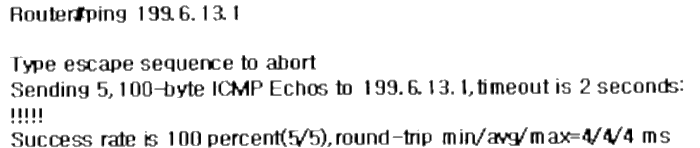 Router#ping 199.6.13.1
Type escape sequence to abort
Sending 5,100-byte ICMP Echos to 199.6.13.1,timeout is 2 seconds:
!!!!!
Success rate is 100 percent(5/5),round-trip min/avg/max=4/4/4 ms